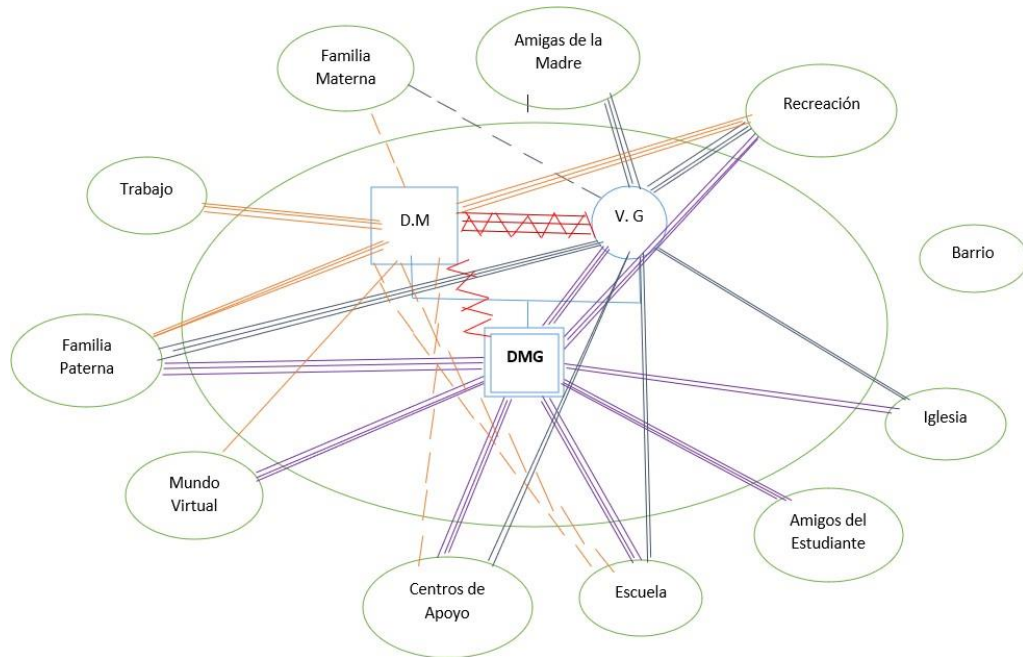 Amigas de la
Madre
Familia
Materna
Recreación
Trabajo
D.M
V. G
Barrio
Familia
Paterna
DMG
Iglesia
Mundo
Virtual
Amigos del
Estudiante
Centros de
Apoyo
Escuela